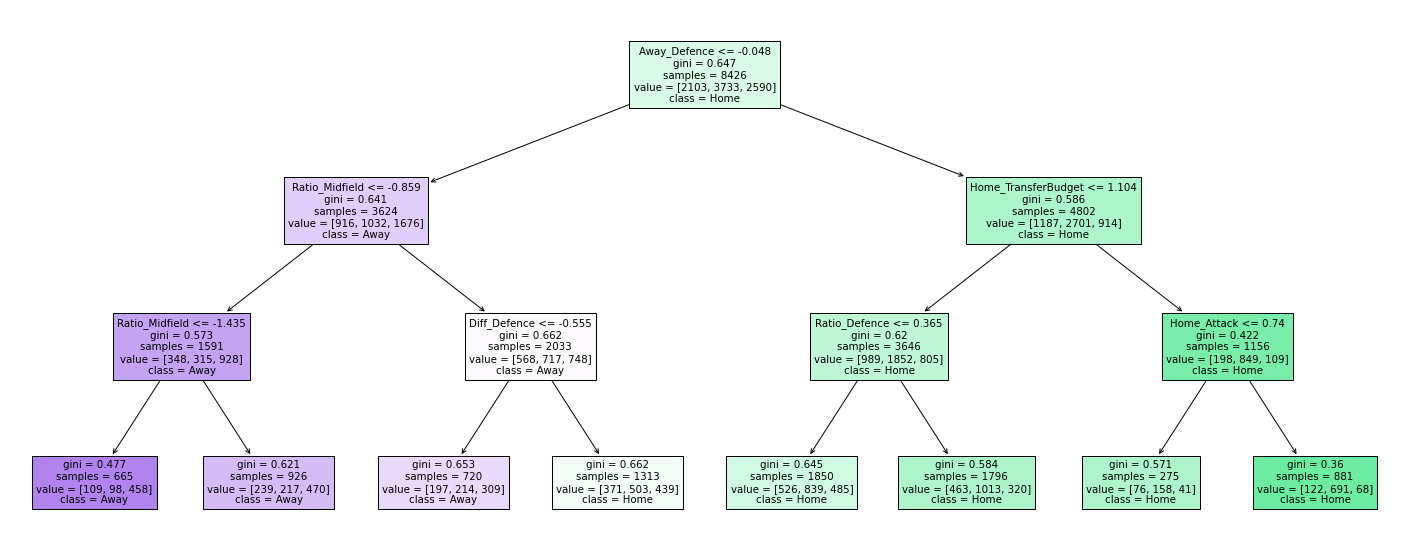 Away_Defence <= -0.048
gini = 0.647
samples = 8426
value = [2103, 3733, 2590]
class = Home
Ratio_Midfield <= -0.859
gini = 0.641
samples = 3624
value = [916, 1032, 1676]
class = Away
Home_TransferBudget <= 1.104
gini = 0.586
samples = 4802
value = [1187, 2701, 914]
class = Home
Ratio_Midfield <= -1.435
gini = 0.573
samples = 1591
value = [348, 315, 928]
class = Away
Diff_Defence <= -0.555
gini = 0.662
samples = 2033
value = [568, 717, 748]
class = Away
Ratio_Defence <= 0.365
gini = 0.62
samples = 3646
value = [989, 1852, 805]
class = Home
Home_Attack <= 0.74
gini = 0.422
samples = 1156
value = [198, 849, 109]
class = Home
gini = 0.477
samples = 665
value = [109, 98, 458]
class = Away
gini = 0.621
samples = 926
value = [239, 217, 470]
class = Away
gini = 0.653
samples = 720
value = [197, 214, 309]
class = Away
gini = 0.662
samples = 1313
value = [371, 503, 439]
class = Home
gini = 0.645
samples = 1850
value = [526, 839, 485]
class = Home
gini = 0.584
samples = 1796
value = [463, 1013, 320]
class = Home
gini = 0.571
samples = 275
value = [76, 158, 41]
class = Home
gini = 0.36
samples = 881
value = [122, 691, 68]
class = Home